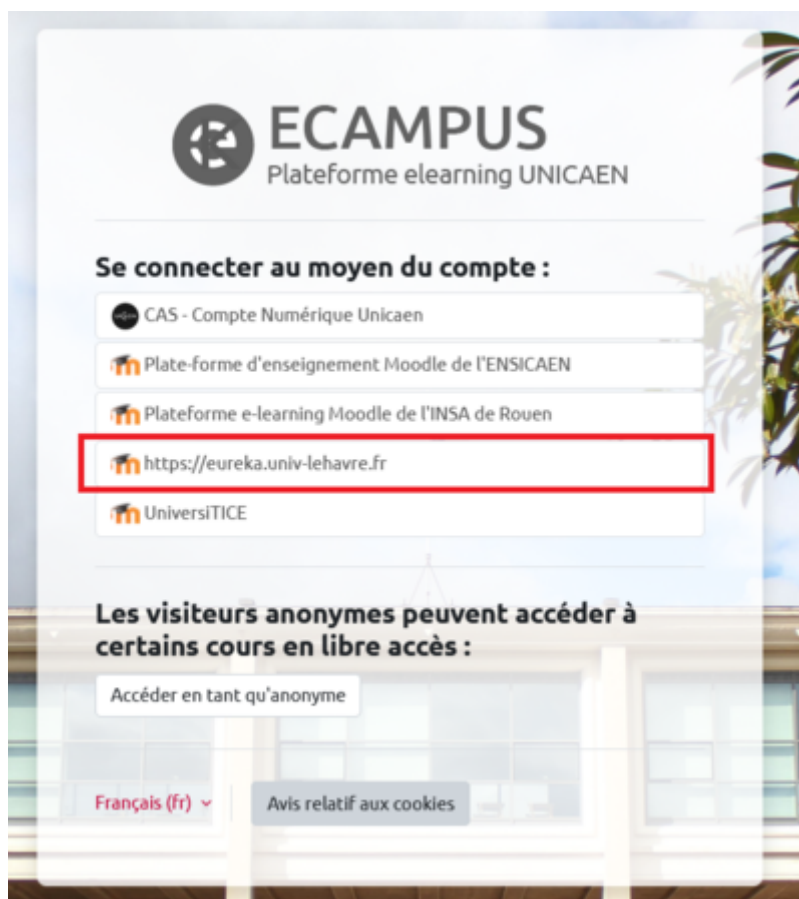 ECAMPUS
Plateforme elearning UNICAEN
Se connecter au moyen du compte :
CAS - Compte Numérique Unicaen
Plate-forme d'enseignement Moodle de l'ENSICAEN
Plateforme e-learning Moodle de l'INSA de Rouen
https://eureka.univ-lehavre.fr
UniversiTICE
Les visiteurs anonymes peuvent accéder à
certains cours en libre accès :
Accéder en tant qu'anonyme
Français (fr)
Avis relatif aux cookies